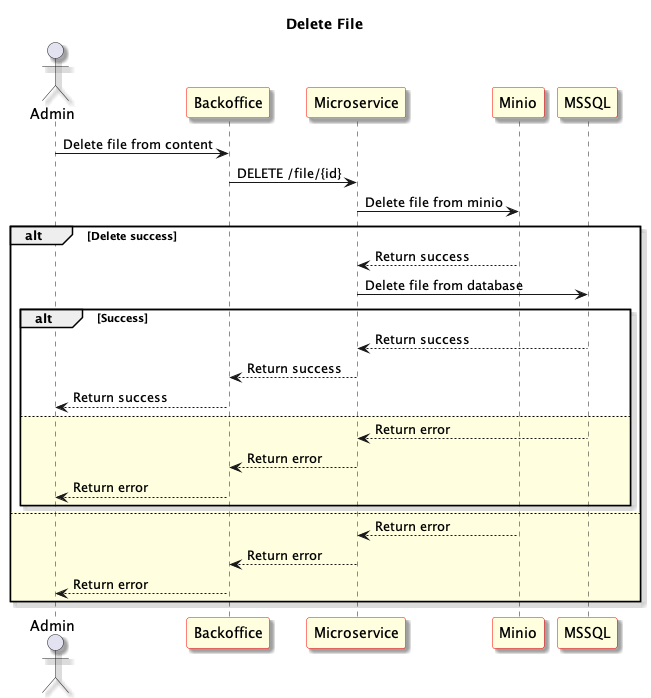 Delete File
Admin
Backoffice
Microservice
Minio
MSSQL
Delete file from content
DELETE /file/{id}
Delete file from minio
alt
[Delete success]
Return success
Delete file from database
alt
[Success]
Return success
Return success
Return success
Return error
Return error
Return error
Return error
Return error
Return error
Admin
Backoffice
Microservice
Minio
MSSQL